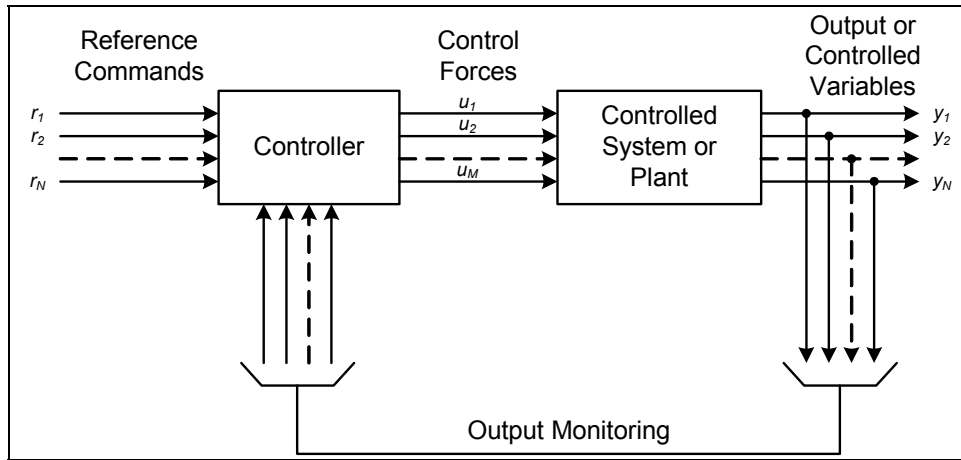 Reference
Commands
Control
Forces
Output or
Controlled
Variables
r1
r2
rN
Controller
u1
u2
uM
Controlled
System or
Plant
y1
y2
yN
Output Monitoring